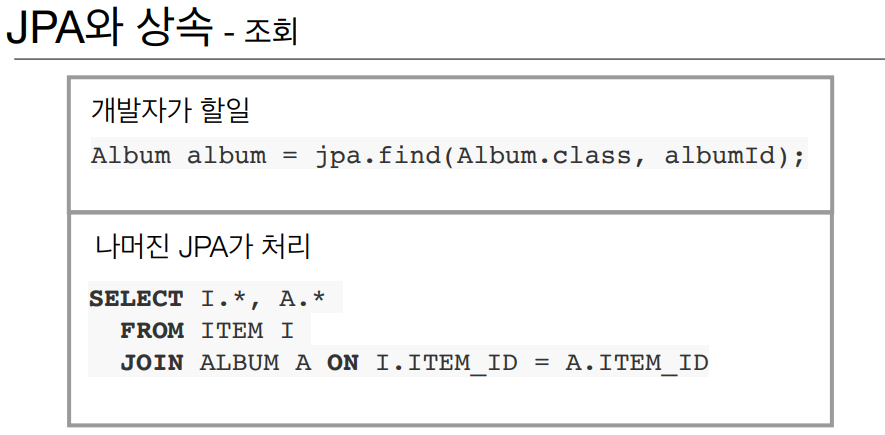 JPA와 상속 - 조회
개발자가 할일
Album album = jpa.find(Album.class, albumId);
나머진 JPA가 처리
SELECT I.*, A.*
FROM ITEM I
JOIN ALBUM A ON I.ITEM_ID = A.ITEM_ID